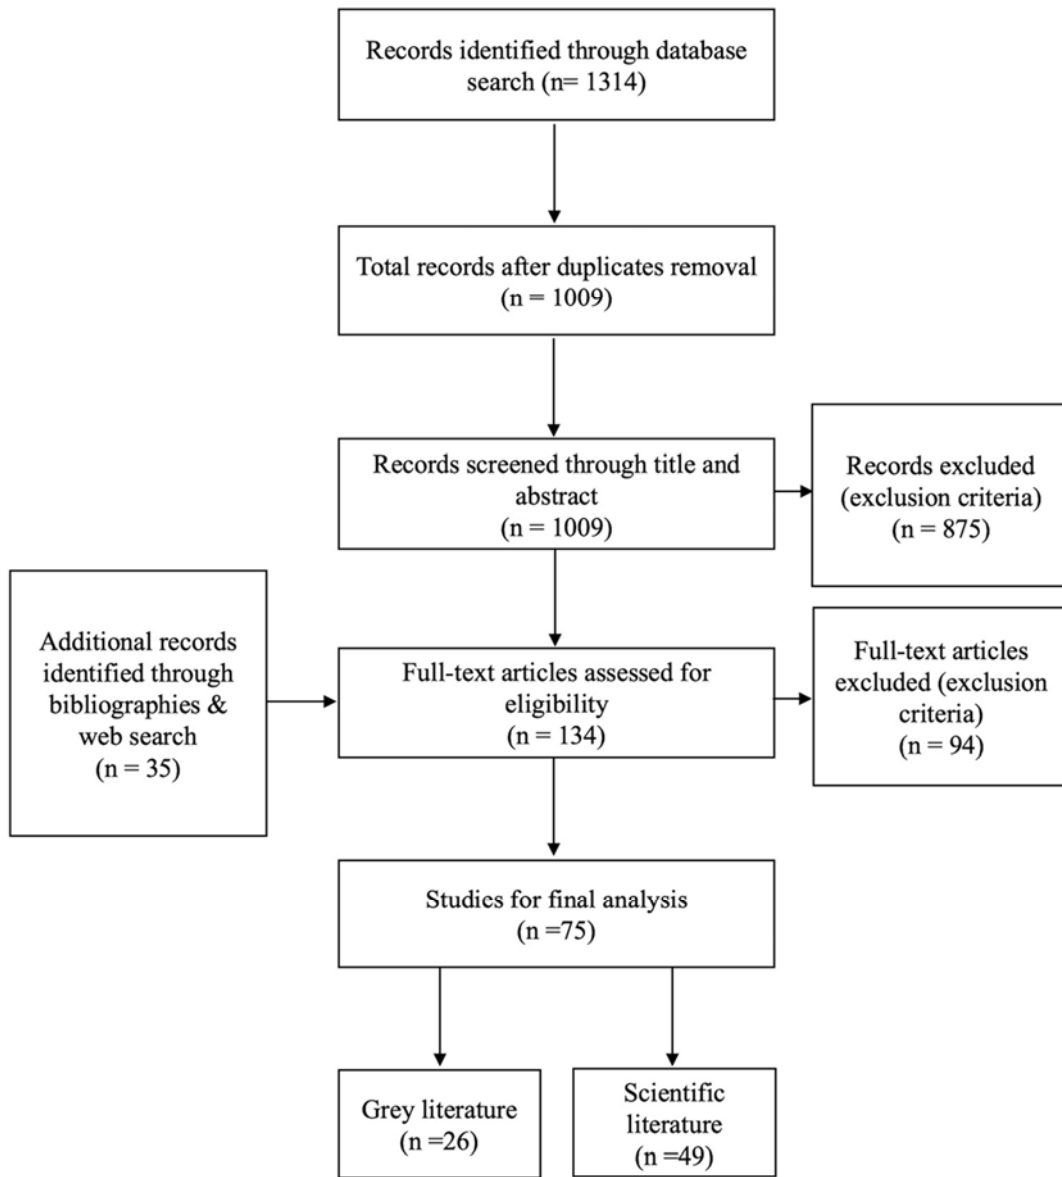 Records identified through database
search (n= 1314)
Total records after duplicates removal
(n = 1009)
Records screened through title and
abstract
(n = 1009)
Records excluded
(exclusion criteria)
(n = 875)
Additional records
identified through
bibliographies &
web search
(n = 35)
Full-text articles assessed for
eligibility
(n = 134)
Full-text articles
excluded (exclusion
criteria)
(n = 94)
Studies for final analysis
(n =75)
Grey literature
(n =26)
Scientific
literature
(n =49)